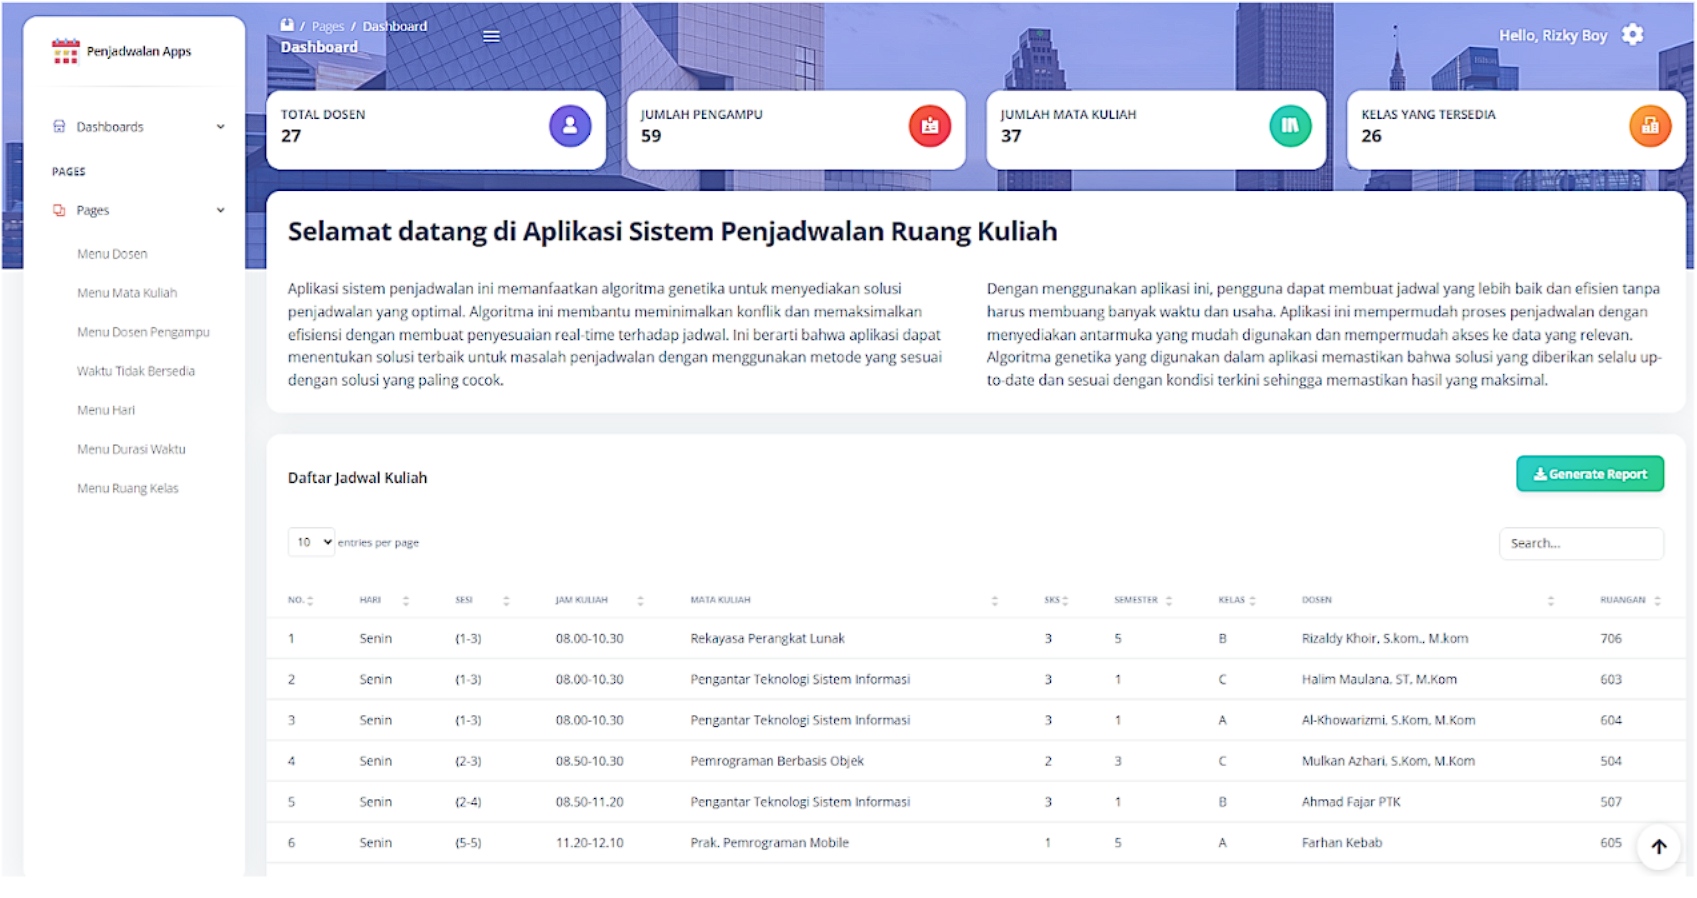 Penjadwalan Apps
Dashboards
PAGES
Pages
Menu Dosen
Menu Mata Kuliah
Menu Dosen Pengampu
Waktu Tidak Bersedia
Menu Hari
Menu Durasi Waktu
Menu Ruang Kelas
/ Pages / Dashboard
Dashboard
Hello, Rizky Boy
TOTAL DOSEN
27
JUMLAH PENGAMPU
59
JUMLAH MATA KULIAH
37
KELAS YANG TERSEDIA
26
Selamat datang di Aplikasi Sistem Penjadwalan Ruang Kuliah
Aplikasi sistem penjadwalan ini memanfaatkan algoritma genetika untuk menyediakan solusi
penjadwalan yang optimal. Algoritma ini membantu meminimalkan konflik dan memaksimalkan
efisiensi dengan membuat penyesuaian real-time terhadap jadwal. Ini berarti bahwa aplikasi dapat
menentukan solusi terbaik untuk masalah penjadwalan dengan menggunakan metode yang sesuai
dengan solusi yang paling cocok.
Dengan menggunakan aplikasi ini, pengguna dapat membuat jadwal yang lebih baik dan efisien tanpa
harus membuang banyak waktu dan usaha. Aplikasi ini mempermudah proses penjadwalan dengan
menyediakan antarmuka yang mudah digunakan dan mempermudah akses ke data yang relevan.
Algoritma genetika yang digunakan dalam aplikasi memastikan bahwa solusi yang diberikan selalu up-
to-date dan sesuai dengan kondisi terkini sehingga memastikan hasil yang maksimal.
Daftar Jadwal Kuliah
Generate Report
10 entries per page
Search...
NO. HARI SESI JAM KULIAH MATA KULIAH SKS SEMESTER KELAS DOSEN RUANGAN
1 Senin (1-3) 08.00-10.30 Rekayasa Perangkat Lunak 3 5 B Rizaldy Khoir, S.kom., M.kom 706
2 Senin (1-3) 08.00-10.30 Pengantar Teknologi Sistem Informasi 3 1 C Halim Maulana, ST, M.Kom 603
3 Senin (1-3) 08.00-10.30 Pengantar Teknologi Sistem Informasi 3 1 A Al-Khowarizmi, S.Kom, M.Kom 604
4 Senin (2-3) 08.50-10.30 Pemrograman Berbasis Objek 2 3 C Mulkan Azhari, S.Kom, M.Kom 504
5 Senin (2-4) 08.50-11.20 Pengantar Teknologi Sistem Informasi 3 1 B Ahmad Fajar PTK 507
6 Senin (5-5) 11.20-12.10 Prak. Pemrograman Mobile 1 5 A Farhan Kebab 605